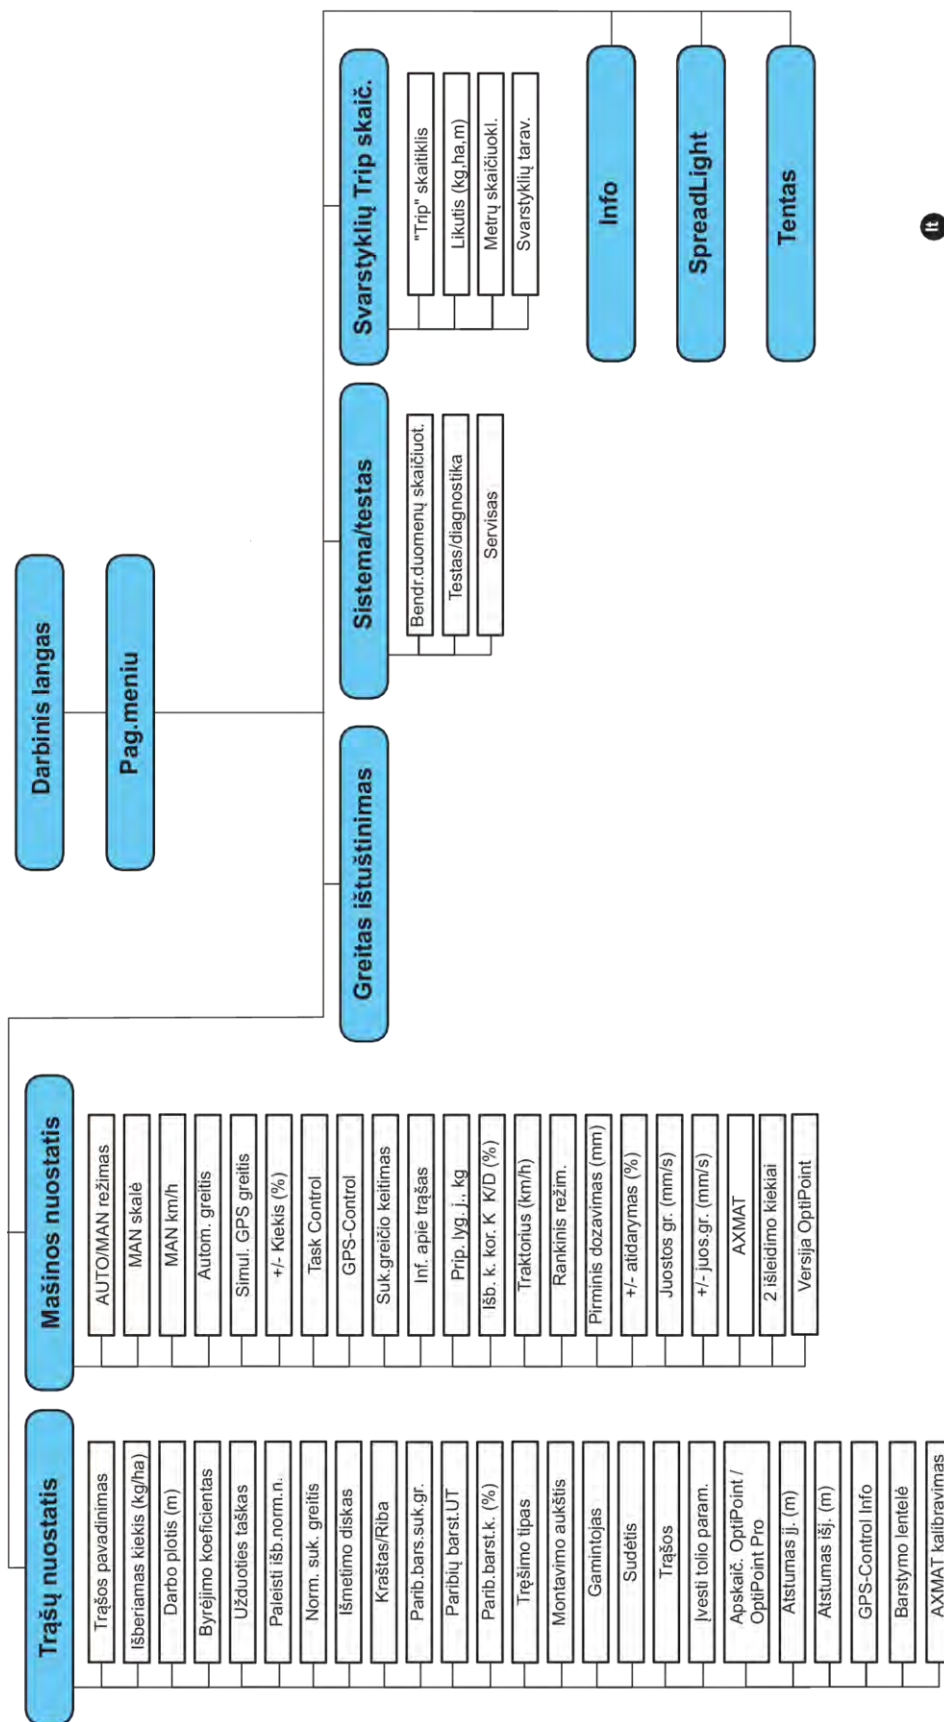 Darbinis langas
Pag.meniu
Trąšų nuostatis
Trąšos pavadinimas
Išberiamas kiekis (kg/ha)
Darbo plotis (m)
Byrėjimo koeficientas
Užduoties taškas
Paleisti išb.norm.n.
Norm. suk. greitis
Išmetimo diskas
Kraštas/Riba
Parib.bars.suk.gr.
Paribių barst.UT
Parib.barst.k. (%)
Tręšimo tipas
Montavimo aukštis
Gamintojas
Sudėtis
Trąšos
Įvesti tolio param.
Apskaič. OptiPoint /
OptiPoint Pro
Atstumas įj. (m)
Atstumas išj. (m)
GPS-Control Info
Barstymo lentelė
AXMAT kalibravimas
Mašinos nuostatis
AUTO/MAN režimas
MAN skalė
MAN km/h
Autom. greitis
Simul. GPS greitis
+/- Kiekis (%)
Task Control
GPS-Control
Suk.greičio keitimas
Inf. apie trąšas
Prip. lyg. j., kg
Išb. k. kor. K K/D (%)
Traktorius (km/h)
Rankinis režim.
Pirminis dozavimas (mm)
+/- atidarymas (%)
Juostos gr. (mm/s)
+/- juos.gr. (mm/s)
AXMAT
2 išleidimo kiekiai
Versija OptiPoint
Greitas ištuštinimas
Sistema/testas
Bendr.duomenų skaičiuot.
Testas/diagnostika
Servisas
Svarstyklių Trip skaič.
"Trip" skaitiklis
Likutis (kg,ha,m)
Metrų skaičiuokl.
Svarstyklių tarav.
Info
SpreadLight
Tentas
lt